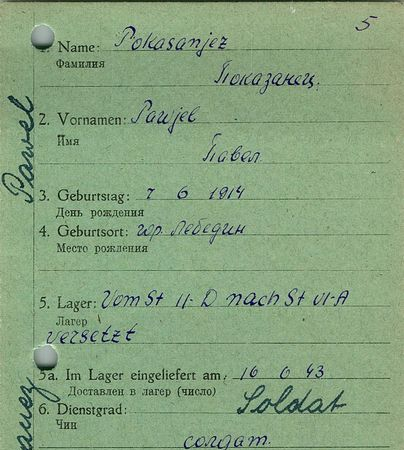 5
1. Name: Pokasanjez
Фамилия
Показанец
2. Vornamen: Pawjel
Имя
Павел
3. Geburtstag: 7 6 1914
День рождения
4. Geburtsort: гор. Лебедин
Место рождения
5. Lager: Vom St II-D nach St VI-A
Лагер
versetzt
5a. Im Lager eingeliefert am: 16 6 43
Доставлен в лагер (число)
6. Dienstgrad: Soldat
Чин
солдат
Pawel